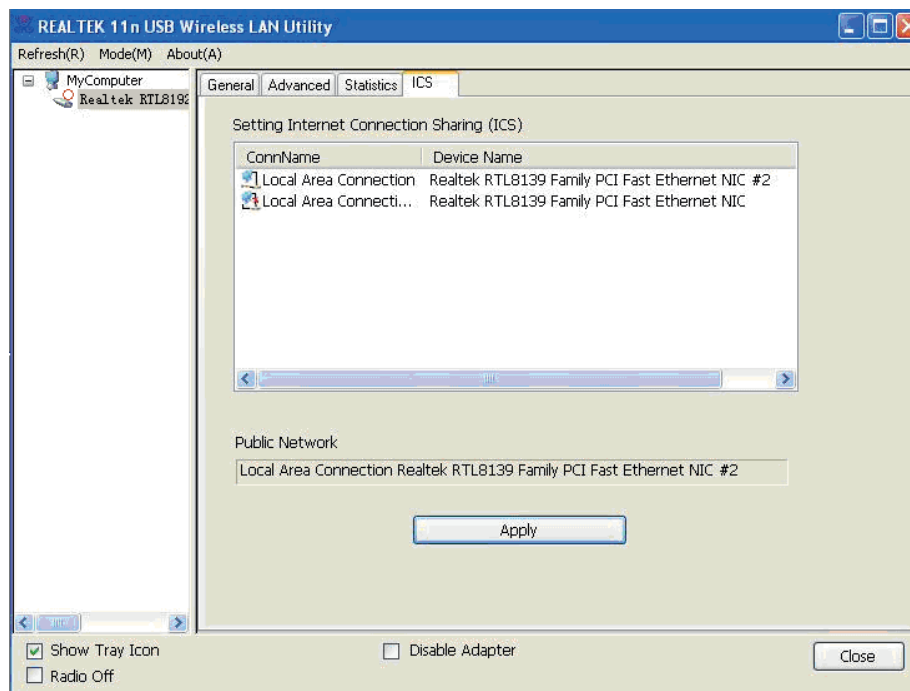 REALTEK 11n USB Wireless LAN Utility
Refresh(R) Mode(M) About(A)
MyComputer
Realtek RTL8192
General Advanced Statistics ICS
Setting Internet Connection Sharing (ICS)
ConnName Device Name
Local Area Connection Realtek RTL8139 Family PCI Fast Ethernet NIC #2
Local Area Connecti... Realtek RTL8139 Family PCI Fast Ethernet NIC
Public Network
Local Area Connection Realtek RTL8139 Family PCI Fast Ethernet NIC #2
Apply
Show Tray Icon
Radio Off
Disable Adapter
Close